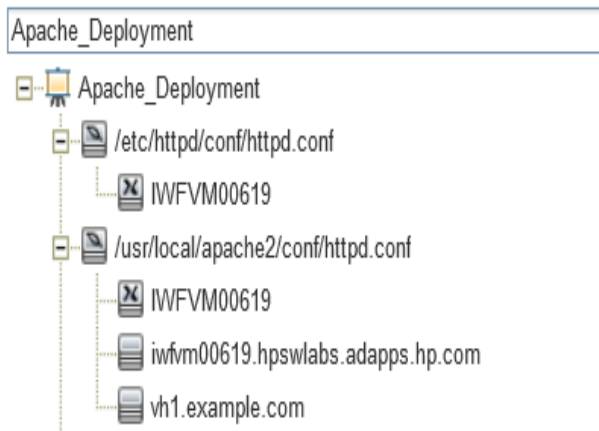 Apache_Deployment
Apache_Deployment
/etc/httpd/conf/httpd.conf
IWFVM00619
/usr/local/apache2/conf/httpd.conf
IWFVM00619
iwfvm00619.hpswlabs.adapps.hp.com
vh1.example.com